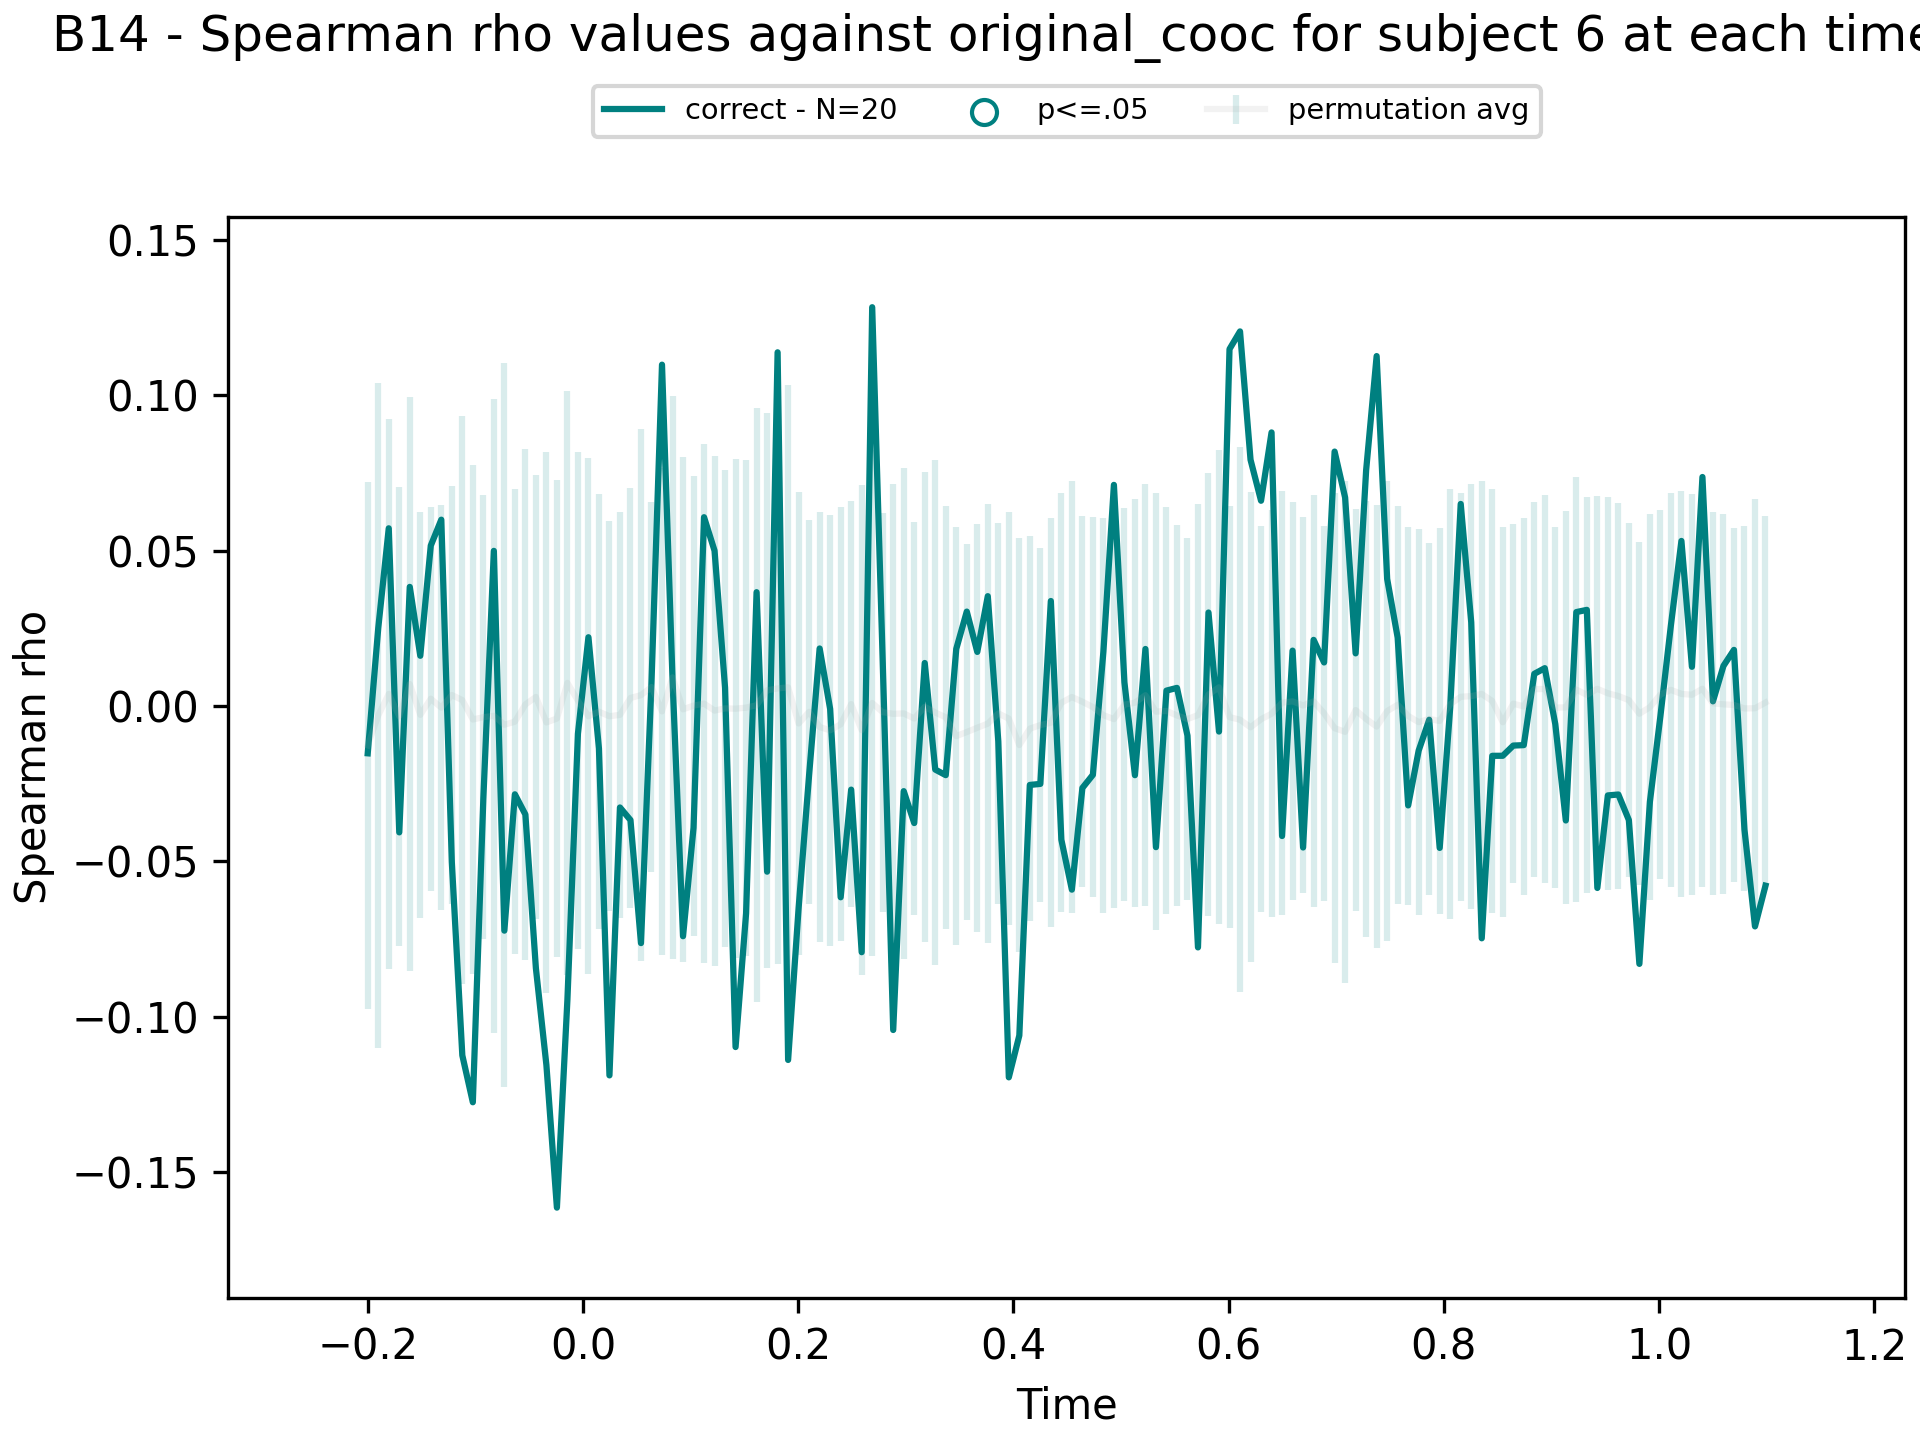 B14 - Spearman rho values against original_cooc for subject 6 at each time
correct - N=20 p<=.05 permutation avg
0.15
0.10
0.05
0.00
−0.05
−0.10
−0.15
Spearman rho
−0.2 0.0 0.2 0.4 0.6 0.8 1.0 1.2
Time